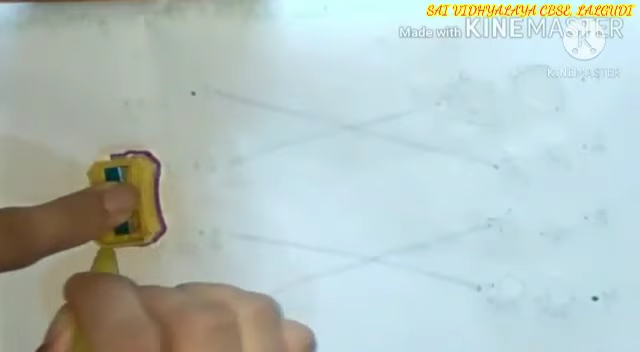 SAI VIDHYALAYA CBSE, LALGUDI
Made with KINEMASTER
KINEMASTER